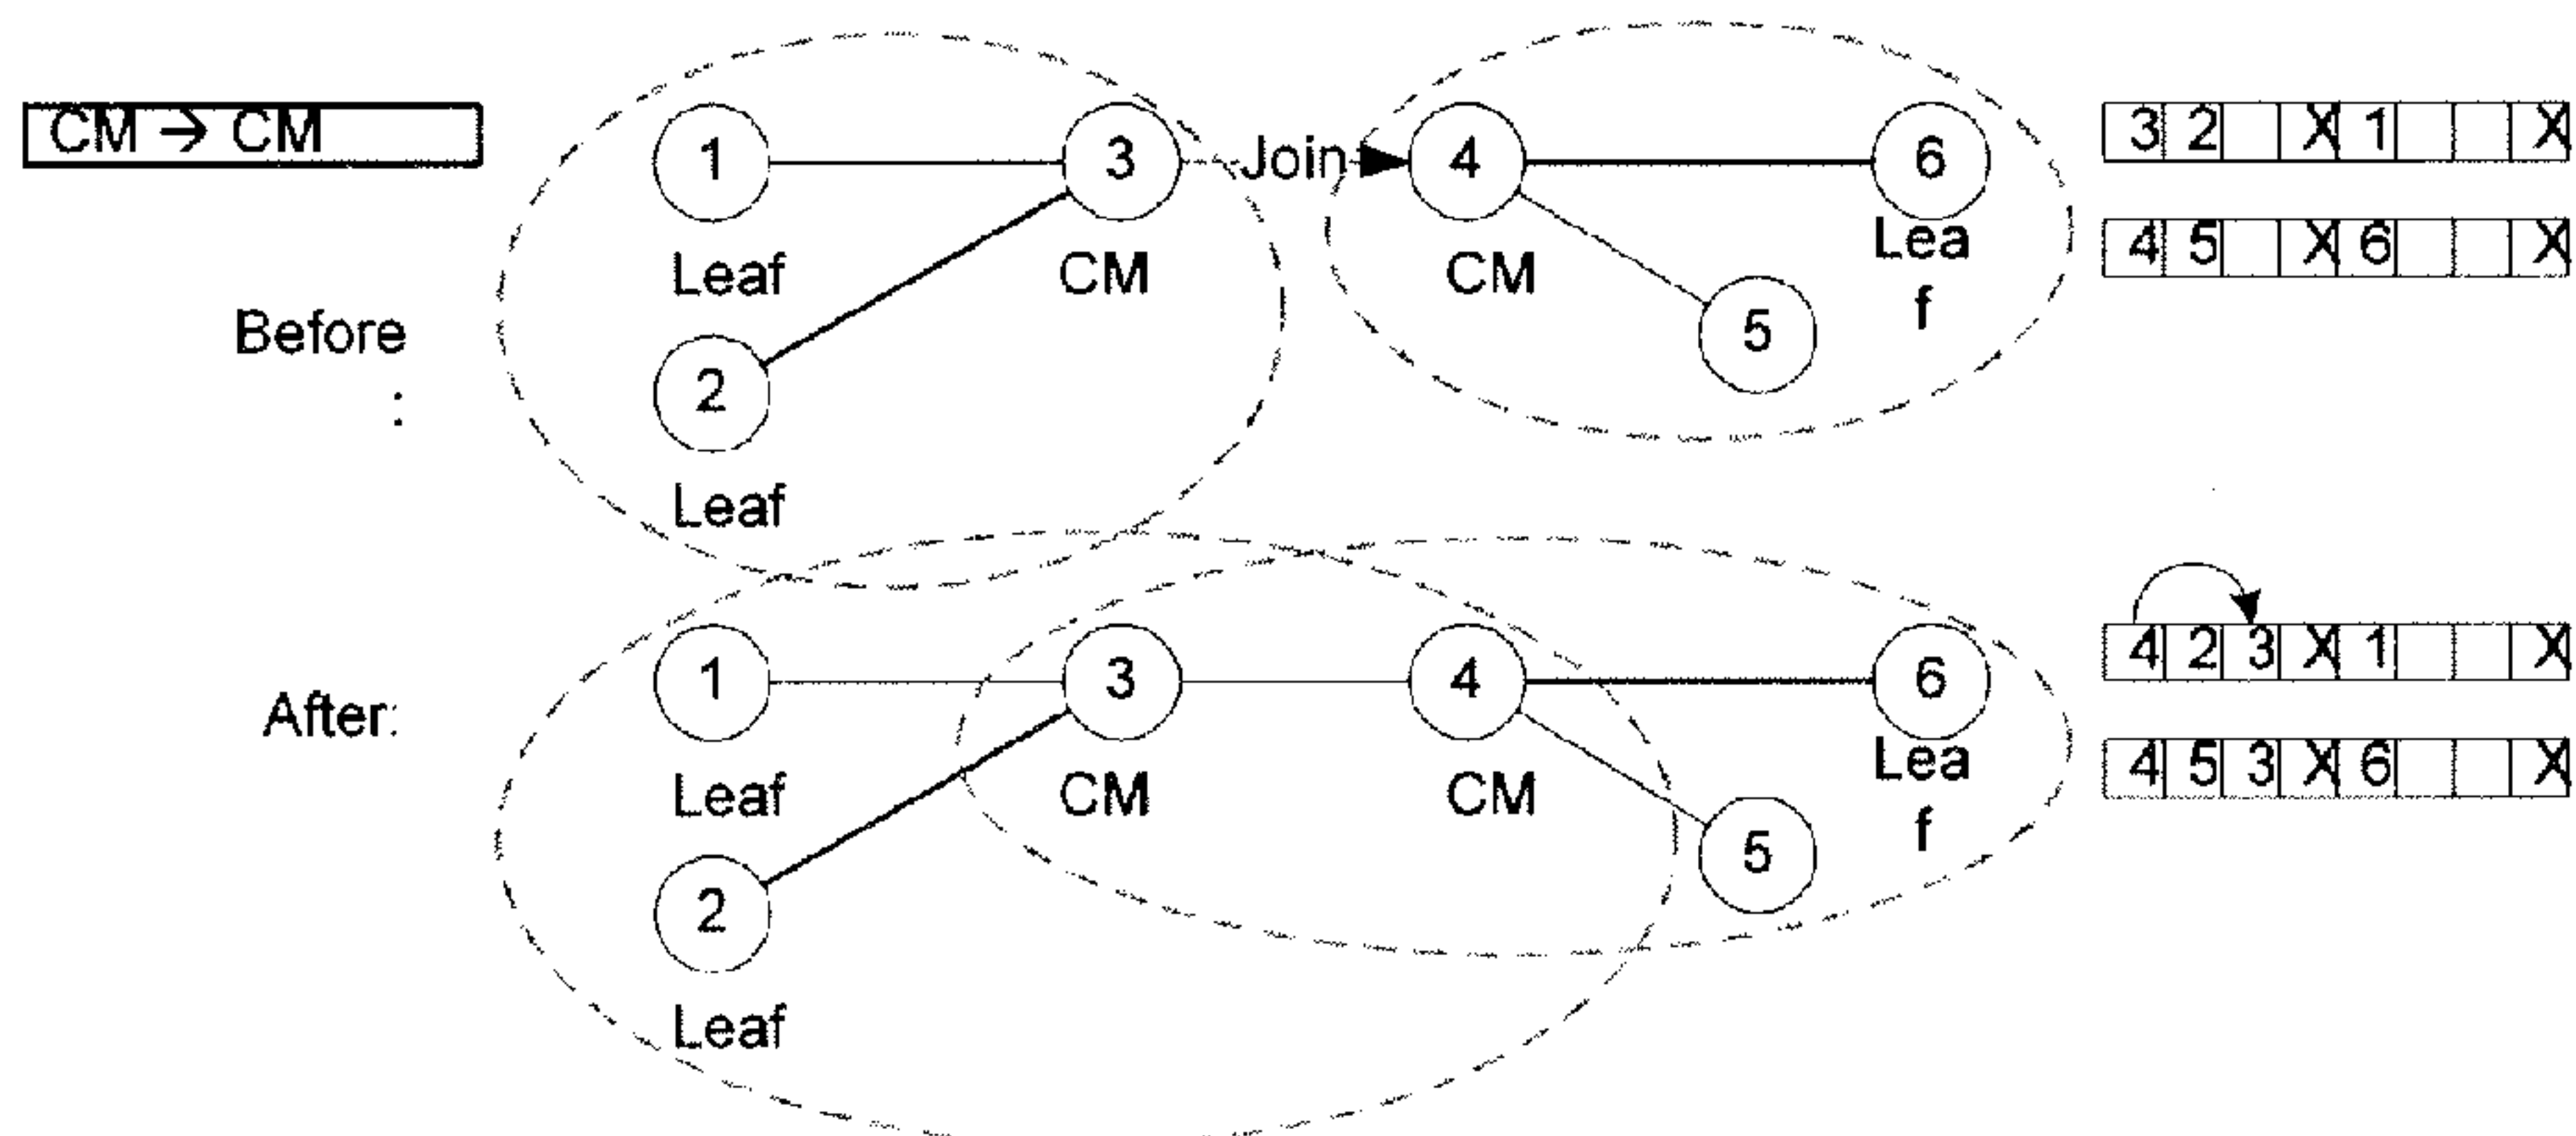 CM → CM
1 3 Join 4 6
3 2 X 1 X
Leaf CM CM Lea
f
4 5 X 6 X
Before
:
5
2
Leaf
After:
1 3 4 6
4 2 3 X 1 X
Leaf CM CM Lea
f
4 5 3 X 6 X
5
2
Leaf